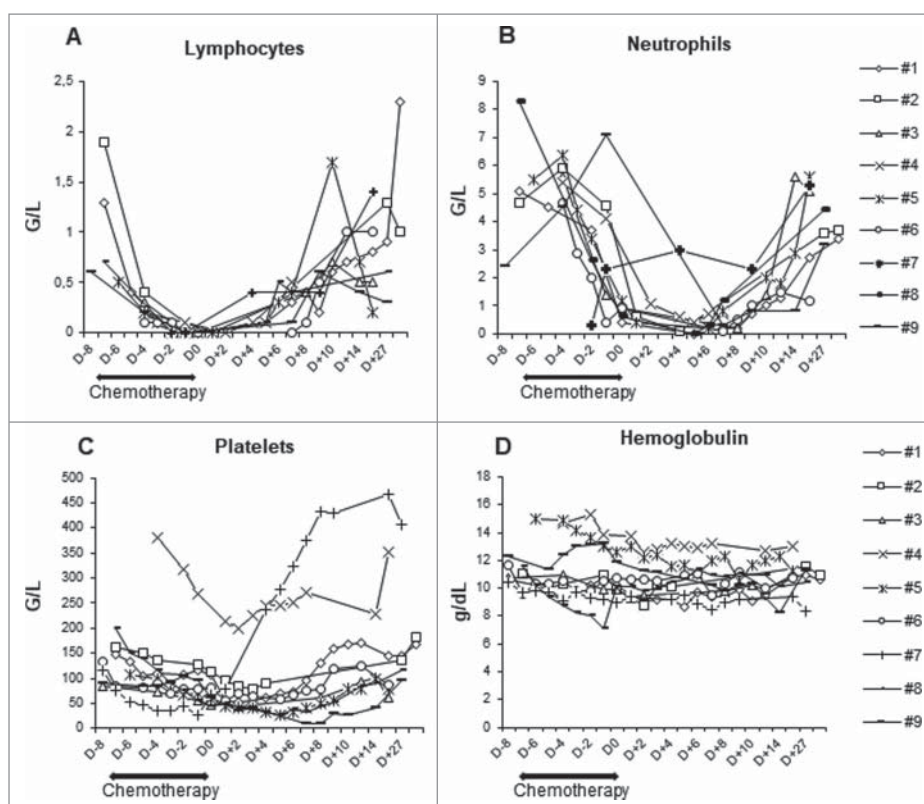 A
Lymphocytes
G/L
2,5
2
1,5
1
0,5
0
D-8
D-6
D-4
D-2
D0
D+2
D+4
D+6
D+8
D+10
D+14
D+27
Chemotherapy
B
Neutrophils
G/L
9
8
7
6
5
4
3
2
1
0
D-8
D-6
D-4
D-2
D0
D+2
D+4
D+6
D+8
D+10
D+14
D+27
Chemotherapy
#1
#2
#3
#4
#5
#6
#7
#8
#9
C
Platelets
G/L
500
450
400
350
300
250
200
150
100
50
0
D-8
D-6
D-4
D-2
D0
D+2
D+4
D+6
D+8
D+10
D+14
D+27
Chemotherapy
D
Hemoglobulin
g/dL
18
16
14
12
10
8
6
4
2
0
D-8
D-6
D-4
D-2
D0
D+2
D+4
D+6
D+8
D+10
D+14
D+27
Chemotherapy
#1
#2
#3
#4
#5
#6
#7
#8
#9